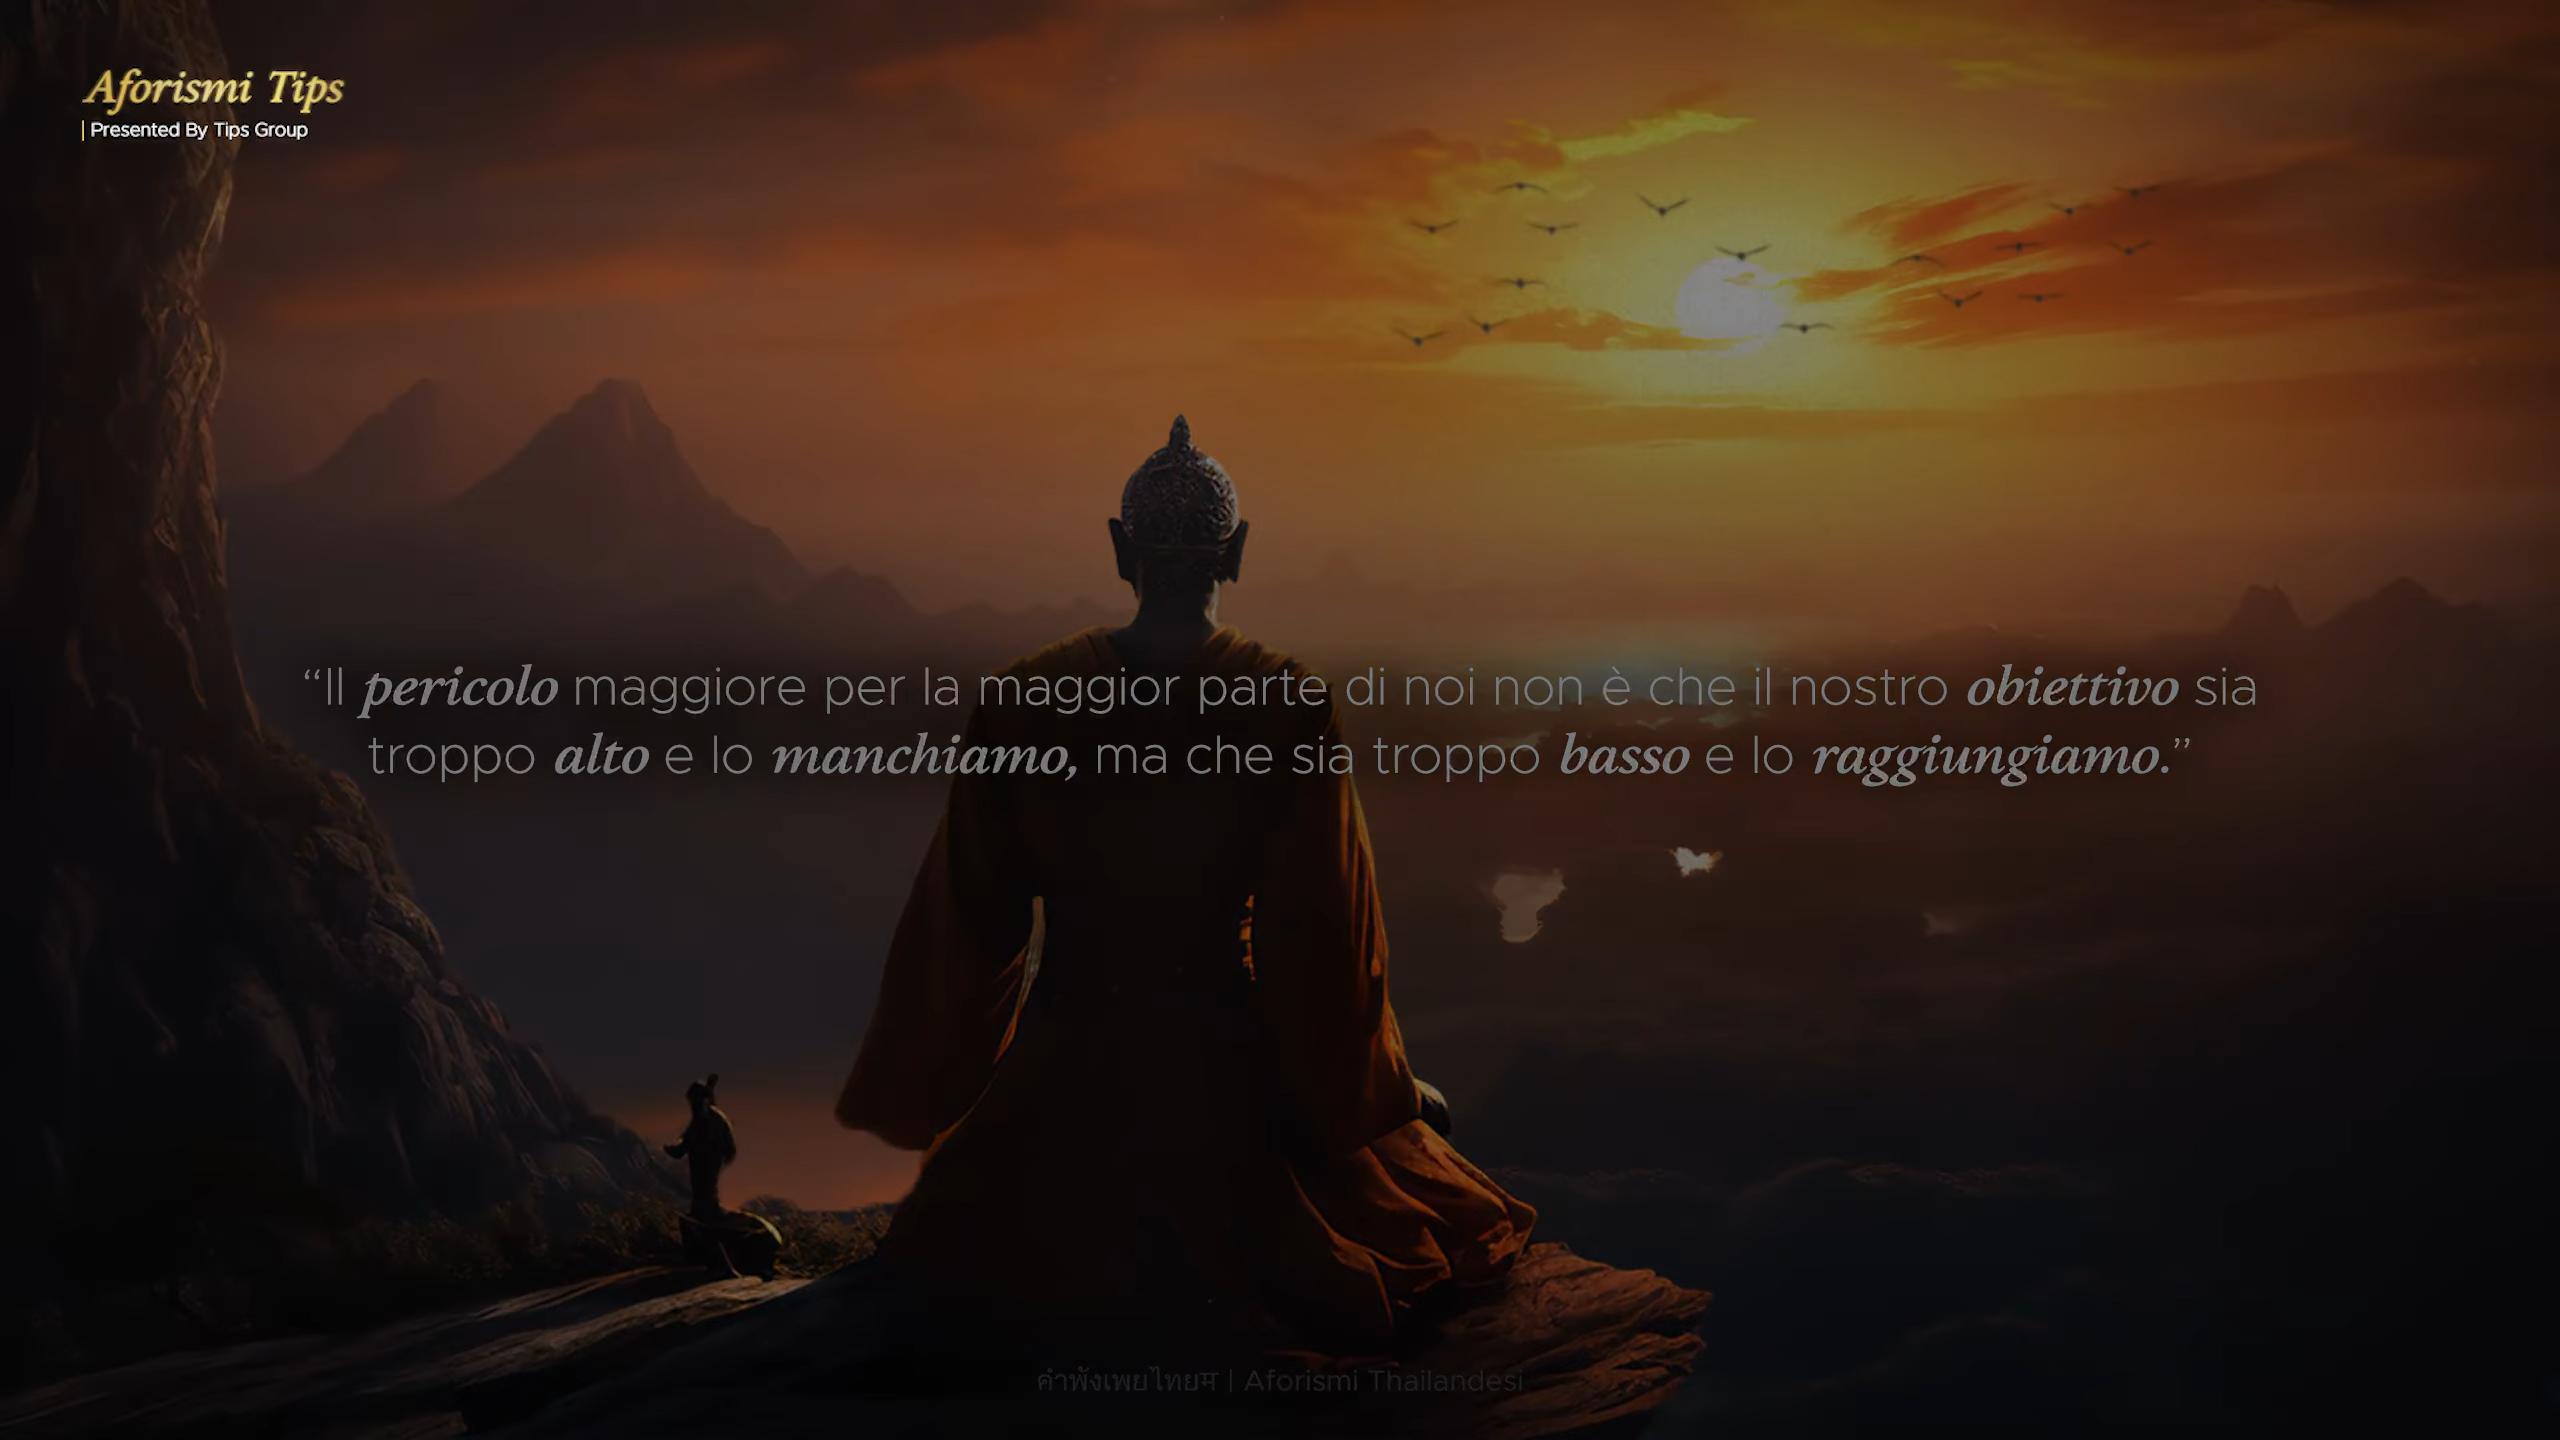 Aforismi Tips
Presented By Tips Group
“Il pericolo maggiore per la maggior parte di noi non è che il nostro obiettivo sia
troppo alto e lo manchiamo, ma che sia troppo basso e lo raggiungiamo.”
| Aforismi Thailandesi